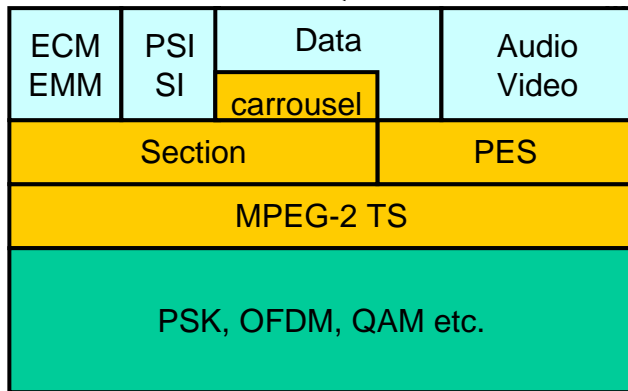 ECM
EMM
PSI
SI
Data
Audio
Video
carrousel
Section
PES
MPEG-2 TS
PSK, OFDM, QAM etc.